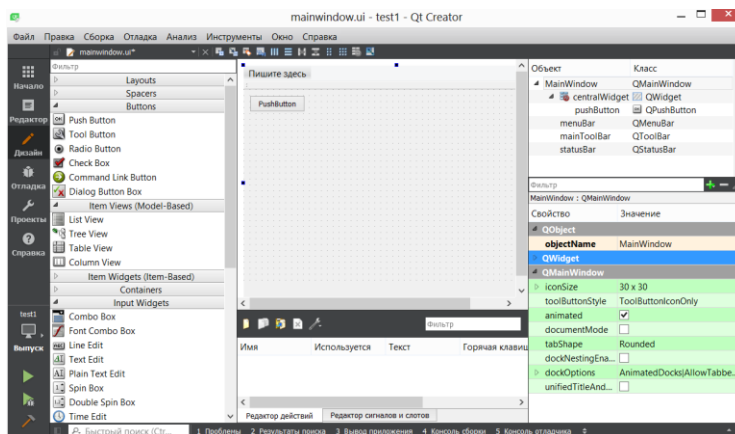 mainwindow.ui - test1 - Qt Creator
Файл Правка Сборка Отладка Анализ Инструменты Окно Справка
mainwindow.ui*
Начало
Редактор
Дизайн
Отладка
Проекты
Справка
test1
Выпуск
Фильтр
Layouts
Spacers
Buttons
Push Button
Tool Button
Radio Button
Check Box
Command Link Button
Dialog Button Box
Item Views (Model-Based)
List View
Tree View
Table View
Column View
Item Widgets (Item-Based)
Containers
Input Widgets
Combo Box
Font Combo Box
Line Edit
Text Edit
Plain Text Edit
Spin Box
Double Spin Box
Time Edit
Пишите здесь
PushButton
Фильтр
Имя Используется Текст Горячая клавиш
Редактор действий Редактор сигналов и слотов
Объект Класс
MainWindow QMainWindow
centralWidget QWidget
pushButton QPushButton
menuBar QMenuBar
mainToolBar QToolBar
statusBar QStatusBar
Фильтр
MainWindow : QMainWindow
Свойство Значение
QObject
objectName MainWindow
QWidget
QMainWindow
iconSize 30 x 30
toolButtonStyle ToolButtonIconOnly
animated
documentMode
tabShape Rounded
dockNestingEna...
dockOptions AnimatedDocks|AllowTabbe...
unifiedTitleAnd...
Быстрый поиск (Ctr... 1 Проблемы 2 Результаты поиска 3 Вывод приложения 4 Консоль сборки 5 Консоль отладчика